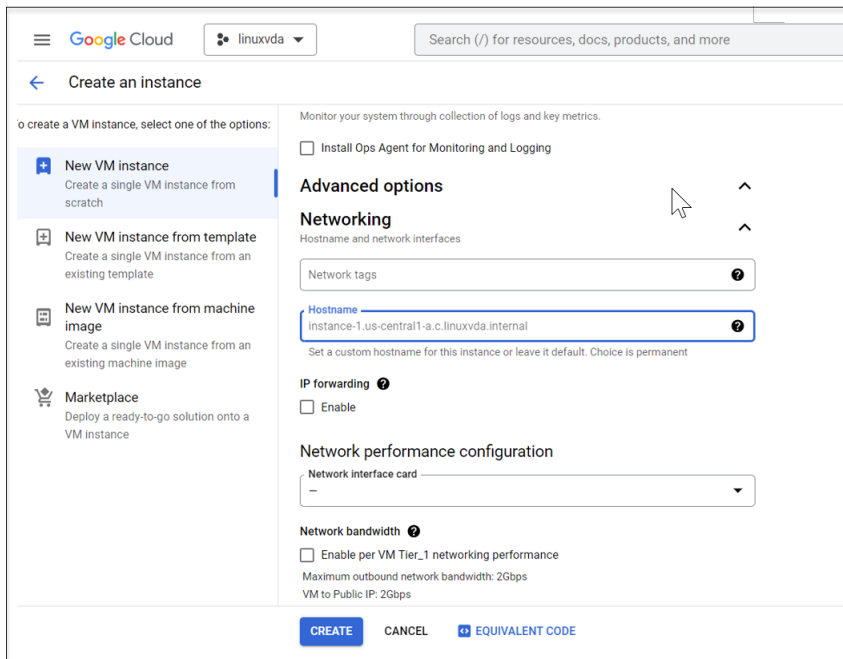 Google Cloud
linuxvda
Search (/) for resources, docs, products, and more
Create an instance
o create a VM instance, select one of the options:
New VM instance
Create a single VM instance from
scratch
New VM instance from template
Create a single VM instance from an
existing template
New VM instance from machine
image
Create a single VM instance from an
existing machine image
Marketplace
Deploy a ready-to-go solution onto a
VM instance
Monitor your system through collection of logs and key metrics.
Install Ops Agent for Monitoring and Logging
Advanced options
Networking
Hostname and network interfaces
Network tags
Hostname
instance-1.us-central1-a.c.linuxvda.internal
Set a custom hostname for this instance or leave it default. Choice is permanent
IP forwarding
Enable
Network performance configuration
Network interface card
–
Network bandwidth
Enable per VM Tier_1 networking performance
Maximum outbound network bandwidth: 2Gbps
VM to Public IP: 2Gbps
CREATE
CANCEL
EQUIVALENT CODE